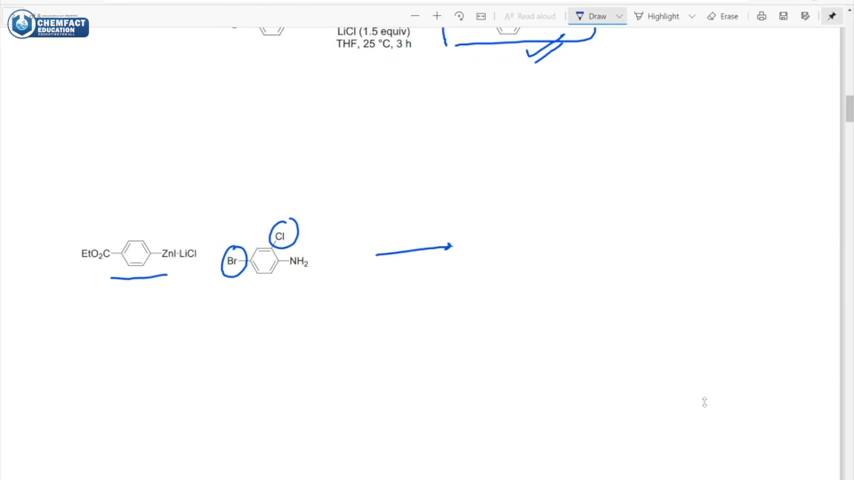 CHEMFACT
EDUCATION
Read aloud
Draw
Highlight
Erase
LiCl (1.5 equiv)
THF, 25 °C, 3 h
Cl
EtO₂C
ZnI·LiCl
Br
NH₂